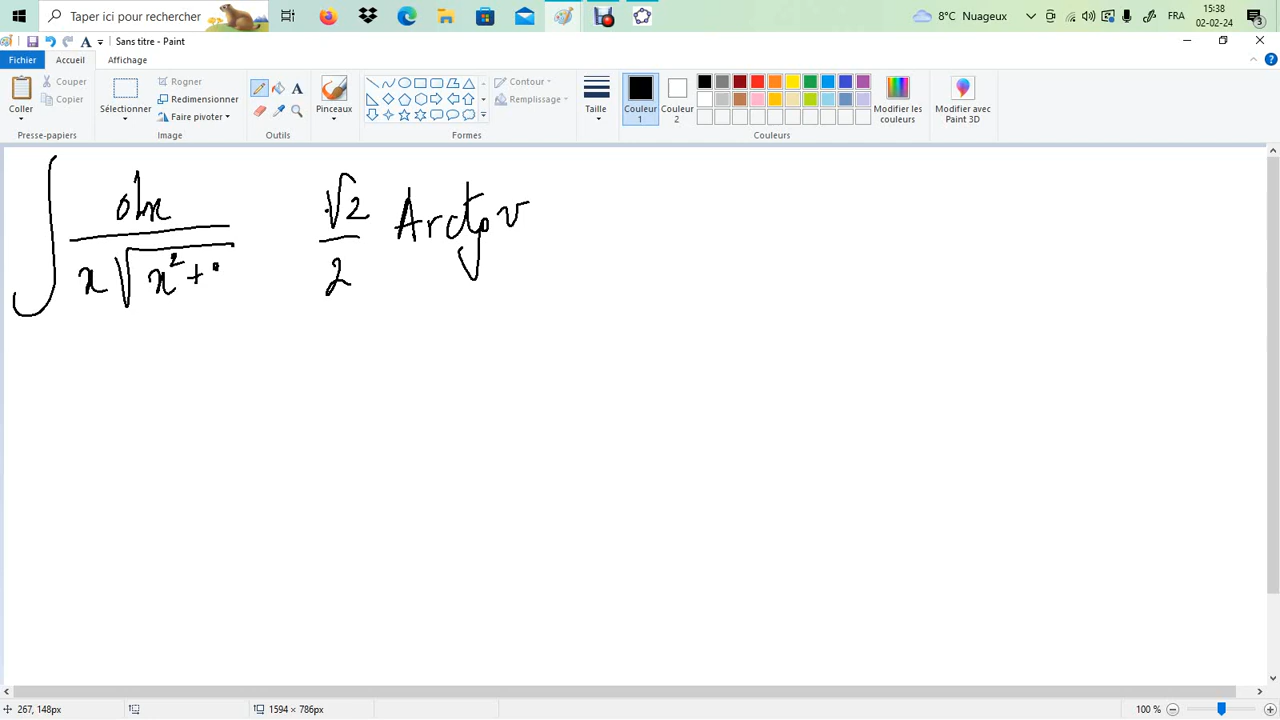 Taper ici pour rechercher
8°C Nuageux
FRA
15:38
02-02-24
3
Sans titre - Paint
Fichier
Accueil
Affichage
Coller
Couper
Copier
Presse-papiers
Sélectionner
Rogner
Redimensionner
Faire pivoter
Image
A
Outils
Pinceaux
Formes
Contour
Remplissage
Taille
Couleur 1
Couleur 2
Modifier les couleurs
Couleurs
Modifier avec Paint 3D
∫ dx / x√x² +
√2 / 2 Arctg v
267, 148px
1594 × 786px
100 %